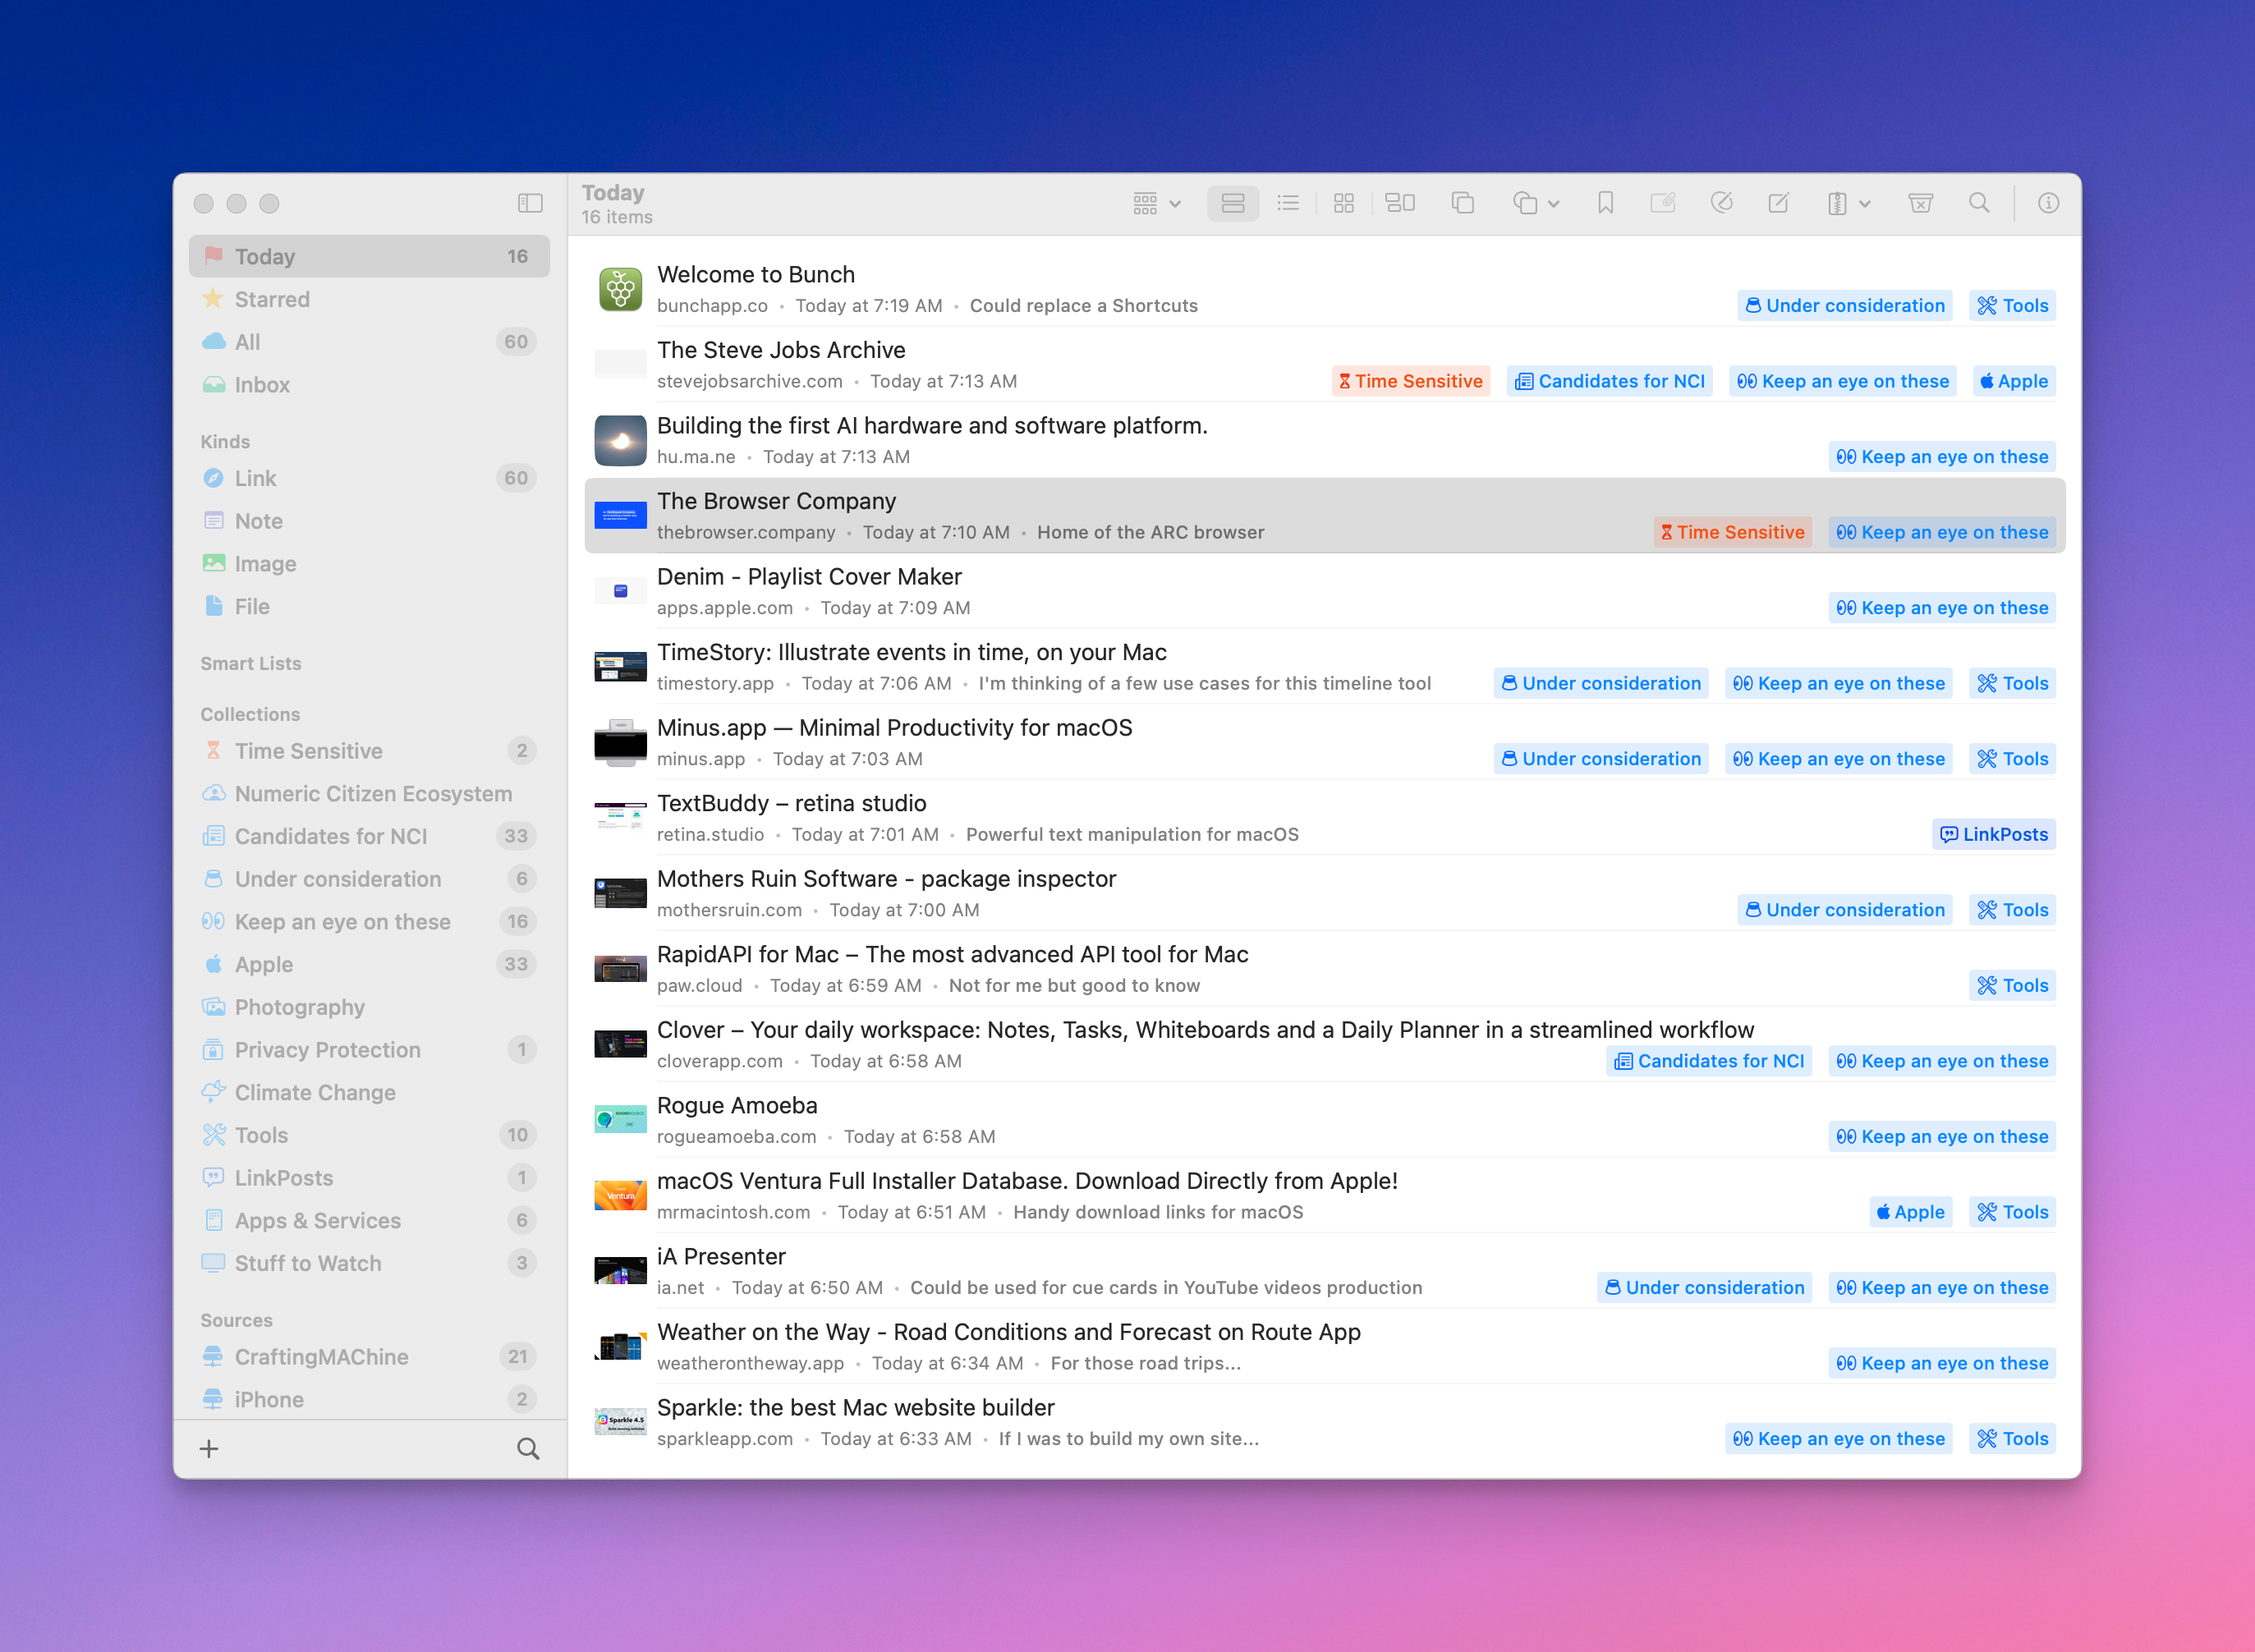 Today 16
Starred
All 60
Inbox
Kinds
Link 60
Note
Image
File
Smart Lists
Collections
Time Sensitive 2
Numeric Citizen Ecosystem
Candidates for NCI 33
Under consideration 6
Keep an eye on these 16
Apple 33
Photography
Privacy Protection 1
Climate Change
Tools 10
LinkPosts 1
Apps & Services 6
Stuff to Watch 3
Sources
CraftingMAChine 21
iPhone 2
Today
16 items
Welcome to Bunch
bunchapp.co • Today at 7:19 AM • Could replace a Shortcuts Under consideration Tools
The Steve Jobs Archive
stevejobsarchive.com • Today at 7:13 AM Time Sensitive Candidates for NCI Keep an eye on these Apple
Building the first AI hardware and software platform.
hu.ma.ne • Today at 7:13 AM Keep an eye on these
The Browser Company
thebrowser.company • Today at 7:10 AM • Home of the ARC browser Time Sensitive Keep an eye on these
Denim - Playlist Cover Maker
apps.apple.com • Today at 7:09 AM Keep an eye on these
TimeStory: Illustrate events in time, on your Mac
timestory.app • Today at 7:06 AM • I'm thinking of a few use cases for this timeline tool Under consideration Keep an eye on these Tools
Minus.app — Minimal Productivity for macOS
minus.app • Today at 7:03 AM Under consideration Keep an eye on these Tools
TextBuddy – retina studio
retina.studio • Today at 7:01 AM • Powerful text manipulation for macOS LinkPosts
Mothers Ruin Software - package inspector
mothersruin.com • Today at 7:00 AM Under consideration Tools
RapidAPI for Mac – The most advanced API tool for Mac
paw.cloud • Today at 6:59 AM • Not for me but good to know Tools
Clover – Your daily workspace: Notes, Tasks, Whiteboards and a Daily Planner in a streamlined workflow
cloverapp.com • Today at 6:58 AM Candidates for NCI Keep an eye on these
Rogue Amoeba
rogueamoeba.com • Today at 6:58 AM Keep an eye on these
macOS Ventura Full Installer Database. Download Directly from Apple!
Ventura
mrmacintosh.com • Today at 6:51 AM • Handy download links for macOS Apple Tools
iA Presenter
ia.net • Today at 6:50 AM • Could be used for cue cards in YouTube videos production Under consideration Keep an eye on these
Weather on the Way - Road Conditions and Forecast on Route App
weatherontheway.app • Today at 6:34 AM • For those road trips... Keep an eye on these
Sparkle: the best Mac website builder
Sparkle 4.5
sparkleapp.com • Today at 6:33 AM • If I was to build my own site... Keep an eye on these Tools